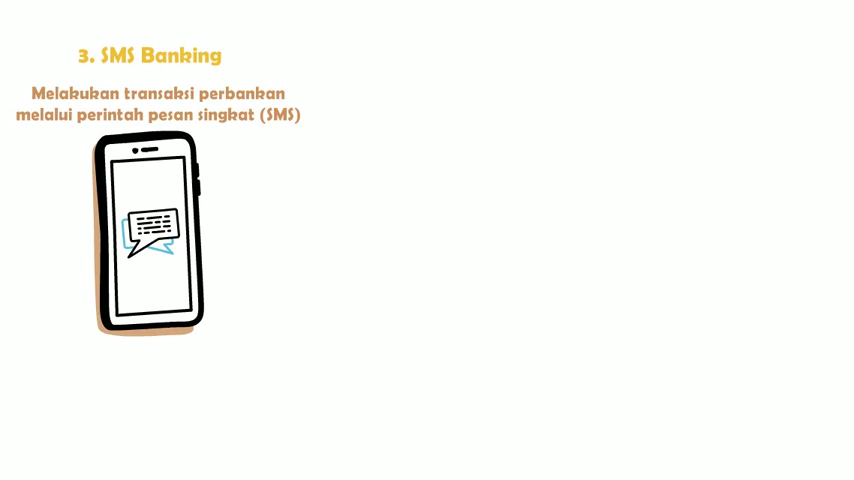 3. SMS Banking
Melakukan transaksi perbankan
melalui perintah pesan singkat (SMS)